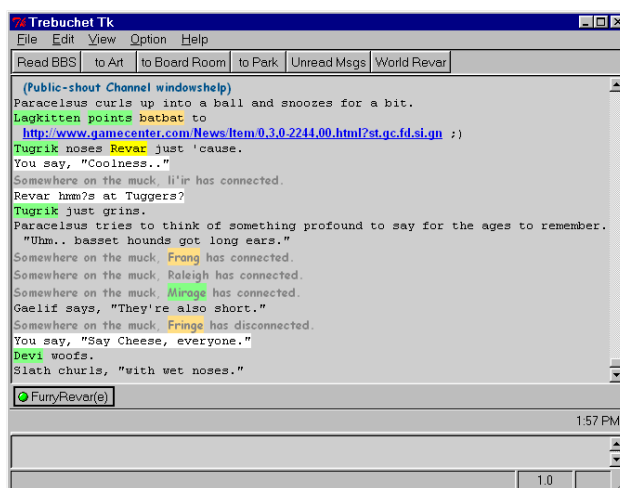 Trebuchet Tk
File Edit View Option Help
Read BBS to Art to Board Room to Park Unread Msgs World Revar
(Public-shout Channel windowshelp)
Paracelsus curls up into a ball and snoozes for a bit.
Lagkitten points batbat to
http://www.gamecenter.com/News/Item/0,3,0-2244,00.html?st.gc.fd.si.gn ;)
Tugrik noses Revar just 'cause.
You say, "Coolness.."
Somewhere on the muck, li'ir has connected.
Revar hmm?s at Tuggers?
Tugrik just grins.
Paracelsus tries to think of something profound to say for the ages to remember.
"Uhm.. basset hounds got long ears."
Somewhere on the muck, Frang has connected.
Somewhere on the muck, Raleigh has connected.
Somewhere on the muck, Mirage has connected.
Gaelif says, "They're also short."
Somewhere on the muck, Fringe has disconnected.
You say, "Say Cheese, everyone."
Devi woofs.
Slath churls, "with wet noses."
FurryRevar(e)
1:57 PM
1.0